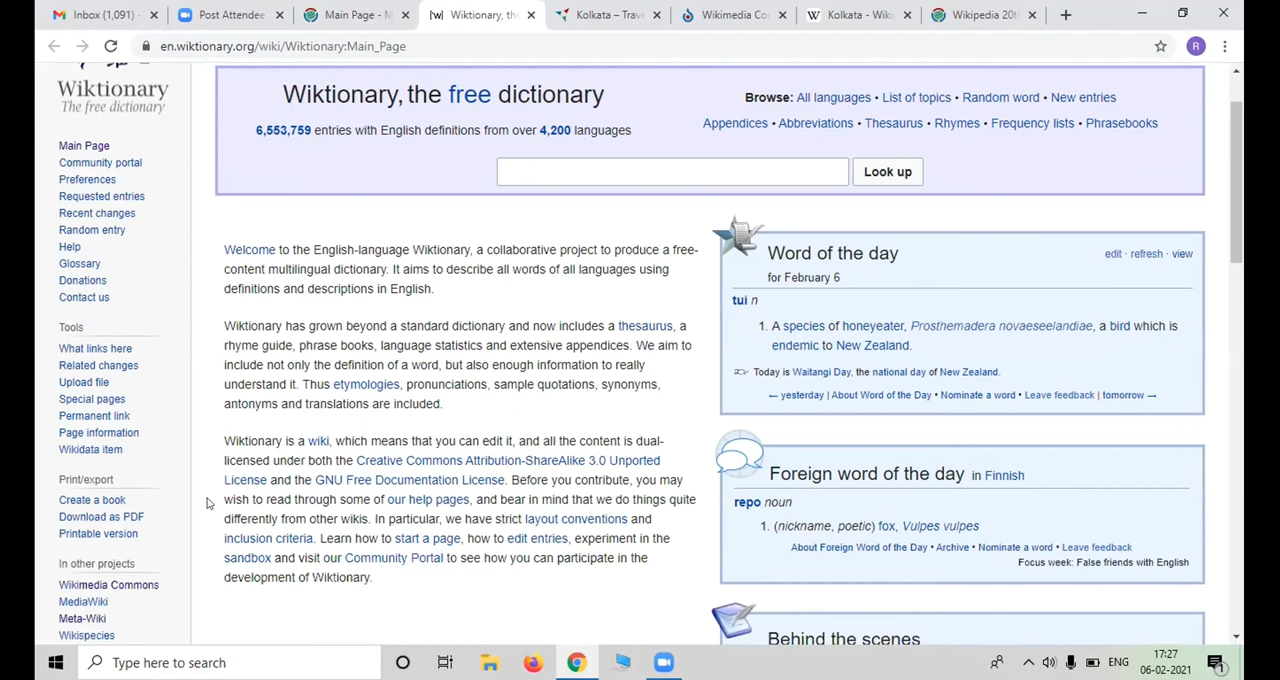 Inbox (1,091)
Post Attendee
Main Page - M
Wiktionary, the
Kolkata – Trave
Wikimedia Co
Kolkata - Wiki
Wikipedia 20th
en.wiktionary.org/wiki/Wiktionary:Main_Page
R
Wiktionary
The free dictionary
Main Page
Community portal
Preferences
Requested entries
Recent changes
Random entry
Help
Glossary
Donations
Contact us
Tools
What links here
Related changes
Upload file
Special pages
Permanent link
Page information
Wikidata item
Print/export
Create a book
Download as PDF
Printable version
In other projects
Wikimedia Commons
MediaWiki
Meta-Wiki
Wikispecies
Wiktionary, the free dictionary
6,553,759 entries with English definitions from over 4,200 languages
Browse: All languages • List of topics • Random word • New entries
Appendices • Abbreviations • Thesaurus • Rhymes • Frequency lists • Phrasebooks
Look up
Welcome to the English-language Wiktionary, a collaborative project to produce a free-
content multilingual dictionary. It aims to describe all words of all languages using
definitions and descriptions in English.
Wiktionary has grown beyond a standard dictionary and now includes a thesaurus, a
rhyme guide, phrase books, language statistics and extensive appendices. We aim to
include not only the definition of a word, but also enough information to really
understand it. Thus etymologies, pronunciations, sample quotations, synonyms,
antonyms and translations are included.
Wiktionary is a wiki, which means that you can edit it, and all the content is dual-
licensed under both the Creative Commons Attribution-ShareAlike 3.0 Unported
License and the GNU Free Documentation License. Before you contribute, you may
wish to read through some of our help pages, and bear in mind that we do things quite
differently from other wikis. In particular, we have strict layout conventions and
inclusion criteria. Learn how to start a page, how to edit entries, experiment in the
sandbox and visit our Community Portal to see how you can participate in the
development of Wiktionary.
Word of the day
edit · refresh · view
for February 6
tui n
1. A species of honeyeater, Prosthemadera novaeseelandiae, a bird which is
endemic to New Zealand.
Today is Waitangi Day, the national day of New Zealand.
← yesterday | About Word of the Day • Nominate a word • Leave feedback | tomorrow →
Foreign word of the day in Finnish
repo noun
1. (nickname, poetic) fox, Vulpes vulpes
About Foreign Word of the Day • Archive • Nominate a word • Leave feedback
Focus week: False friends with English
Behind the scenes
Type here to search
ENG
17:27
06-02-2021
1